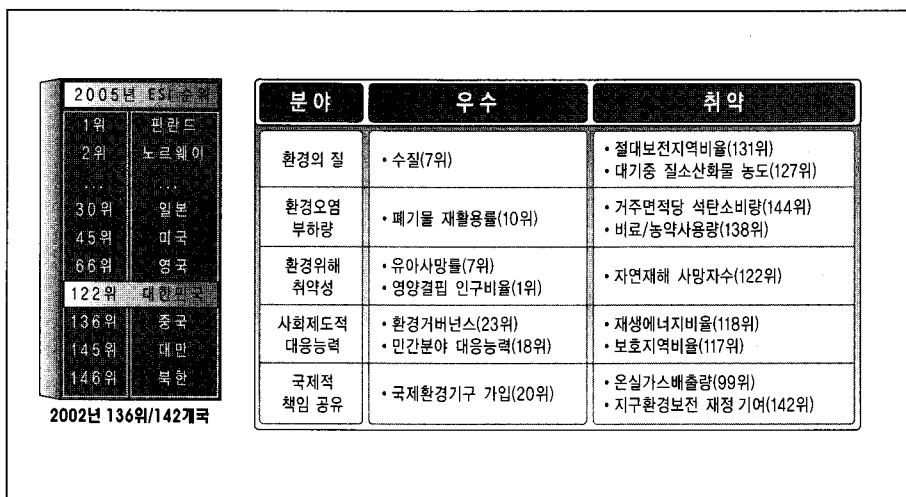 2005년 ESI 순위
1위 핀란드
2위 노르웨이
... ...
30위 일본
45위 미국
66위 영국
122위 대한민국
136위 중국
145위 대만
146위 북한
2002년 136위/142개국
분야 우수 취약
환경의 질
• 수질(7위)
• 절대보전지역비율(131위)
• 대기중 질소산화물 농도(127위)
환경오염
부하량
• 폐기물 재활용률(10위)
• 거주면적당 석탄소비량(144위)
• 비료/농약사용량(138위)
환경위해
취약성
• 유아사망률(7위)
• 영양결핍 인구비율(1위)
• 자연재해 사망자수(122위)
사회제도적
대응능력
• 환경거버넌스(23위)
• 민간분야 대응능력(18위)
• 재생에너지비율(118위)
• 보호지역비율(117위)
국제적
책임 공유
• 국제환경기구 가입(20위)
• 온실가스배출량(99위)
• 지구환경보전 재정 기여(142위)